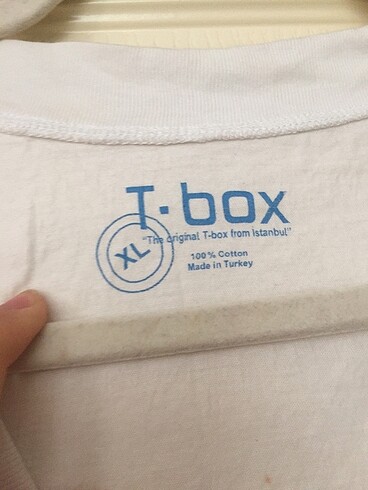 T·box
"The original T-box from Istanbul"
XL
100% Cotton
Made in Turkey